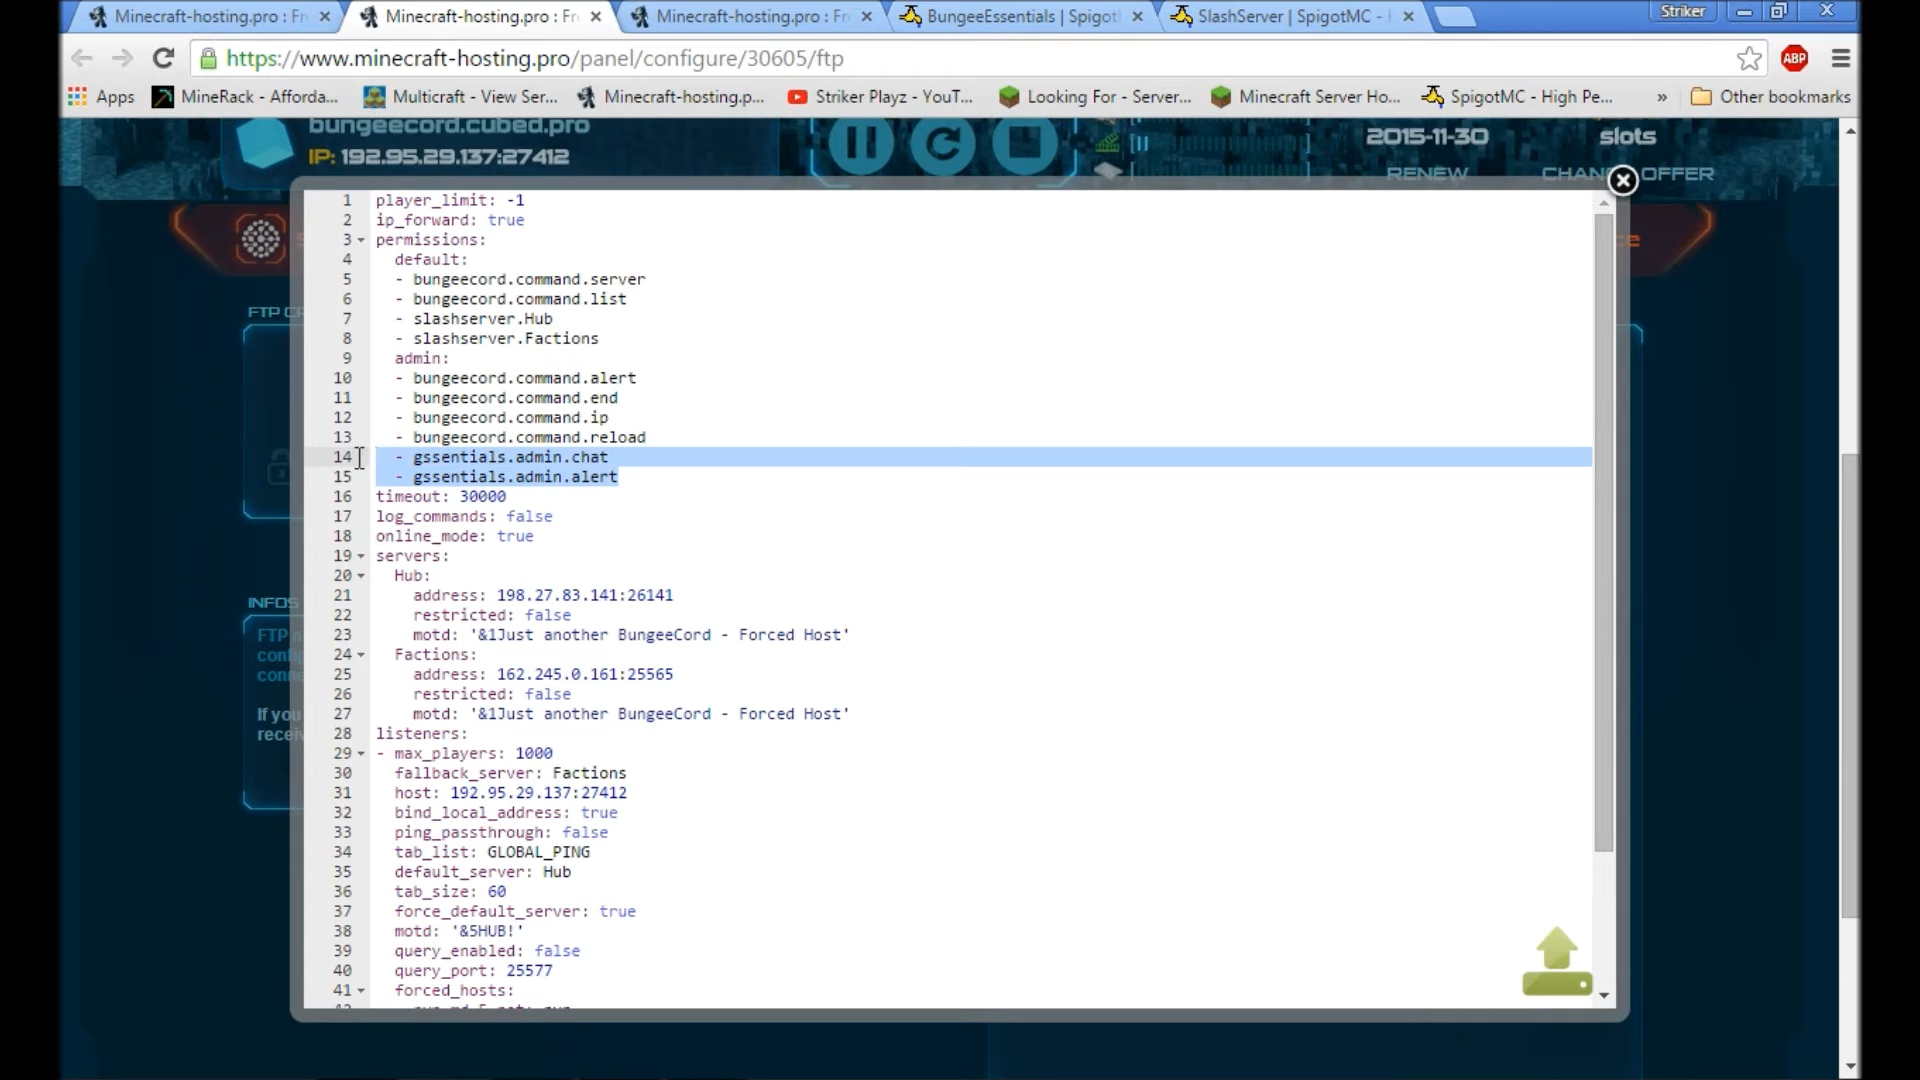 Minecraft-hosting.pro : Fr
Minecraft-hosting.pro : Fr
Minecraft-hosting.pro : Fr
BungeeEssentials | Spigot
SlashServer | SpigotMC -
Striker
https://www.minecraft-hosting.pro/panel/configure/30605/ftp
ABP
Apps
MineRack - Afforda...
Multicraft - View Ser...
Minecraft-hosting.p...
Striker Playz - YouT...
Looking For - Server...
Minecraft Server Ho...
SpigotMC - High Pe...
»
Other bookmarks
bungeecord.cubed.pro
IP: 192.95.29.137:27412
2015-11-30
RENEW
slots
CHANG OFFER
FTP C
INFOS
FTP
If you
1 player_limit: -1
2 ip_forward: true
3 permissions:
4 default:
5 - bungeecord.command.server
6 - bungeecord.command.list
7 - slashserver.Hub
8 - slashserver.Factions
9 admin:
10 - bungeecord.command.alert
11 - bungeecord.command.end
12 - bungeecord.command.ip
13 - bungeecord.command.reload
14 - gssentials.admin.chat
15 - gssentials.admin.alert
16 timeout: 30000
17 log_commands: false
18 online_mode: true
19 servers:
20 Hub:
21 address: 198.27.83.141:26141
22 restricted: false
23 motd: '&1Just another BungeeCord - Forced Host'
24 Factions:
25 address: 162.245.0.161:25565
26 restricted: false
27 motd: '&1Just another BungeeCord - Forced Host'
28 listeners:
29 - max_players: 1000
30 fallback_server: Factions
31 host: 192.95.29.137:27412
32 bind_local_address: true
33 ping_passthrough: false
34 tab_list: GLOBAL_PING
35 default_server: Hub
36 tab_size: 60
37 force_default_server: true
38 motd: '&5HUB!'
39 query_enabled: false
40 query_port: 25577
41 forced_hosts: